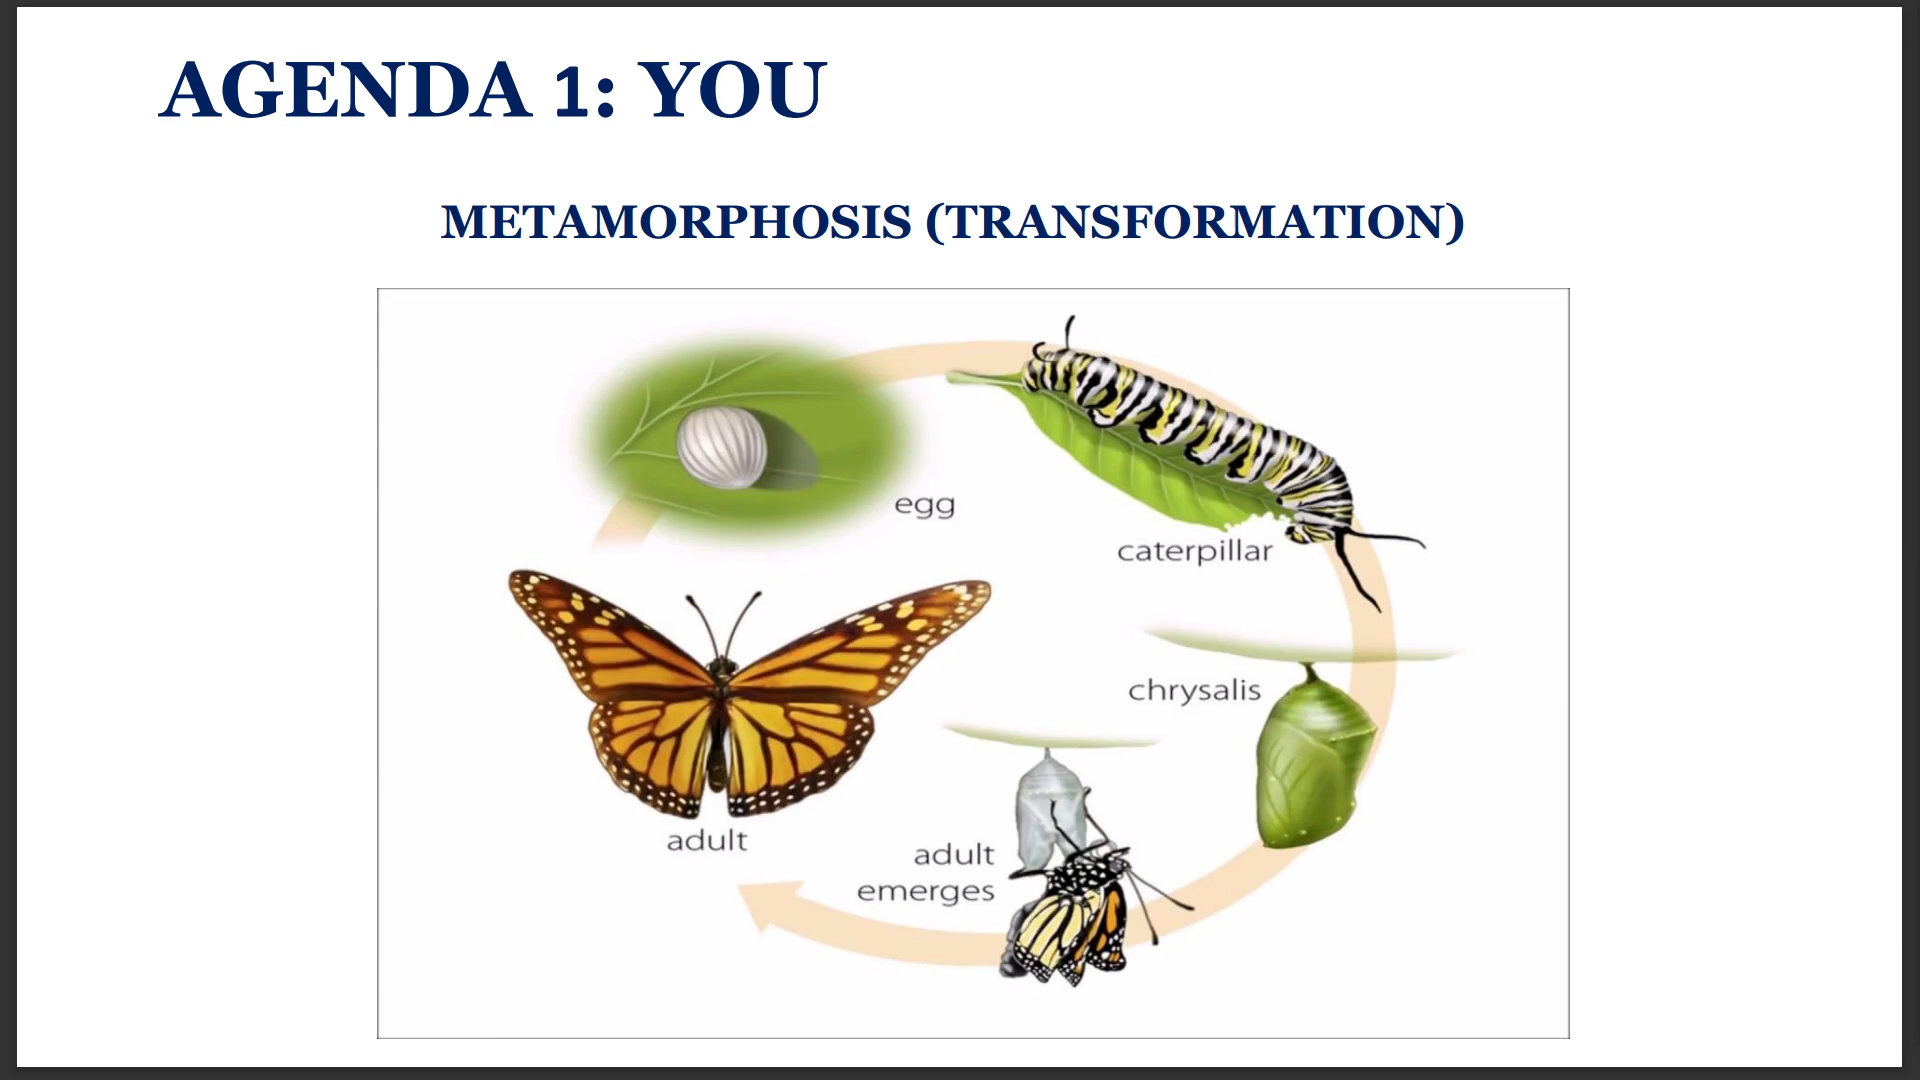 AGENDA 1: YOU
METAMORPHOSIS (TRANSFORMATION)
egg
caterpillar
chrysalis
adult
emerges
adult